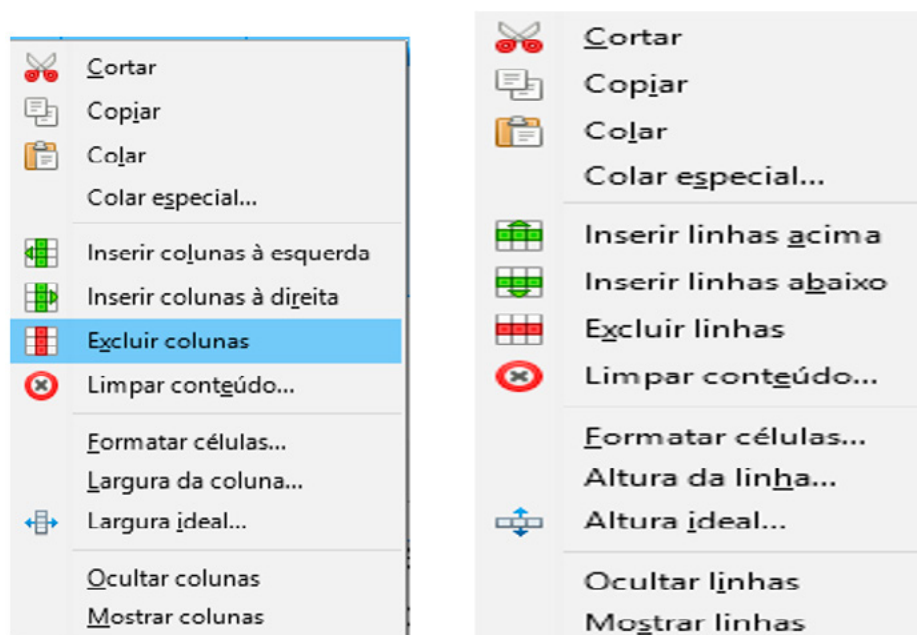 Cortar
Copiar
Colar
Colar especial...
Inserir colunas à esquerda
Inserir colunas à direita
Excluir colunas
Limpar conteúdo...
Formatar células...
Largura da coluna...
Largura ideal...
Ocultar colunas
Mostrar colunas
Cortar
Copiar
Colar
Colar especial...
Inserir linhas acima
Inserir linhas abaixo
Excluir linhas
Limpar conteúdo...
Formatar células...
Altura da linha...
Altura ideal...
Ocultar linhas
Mostrar linhas